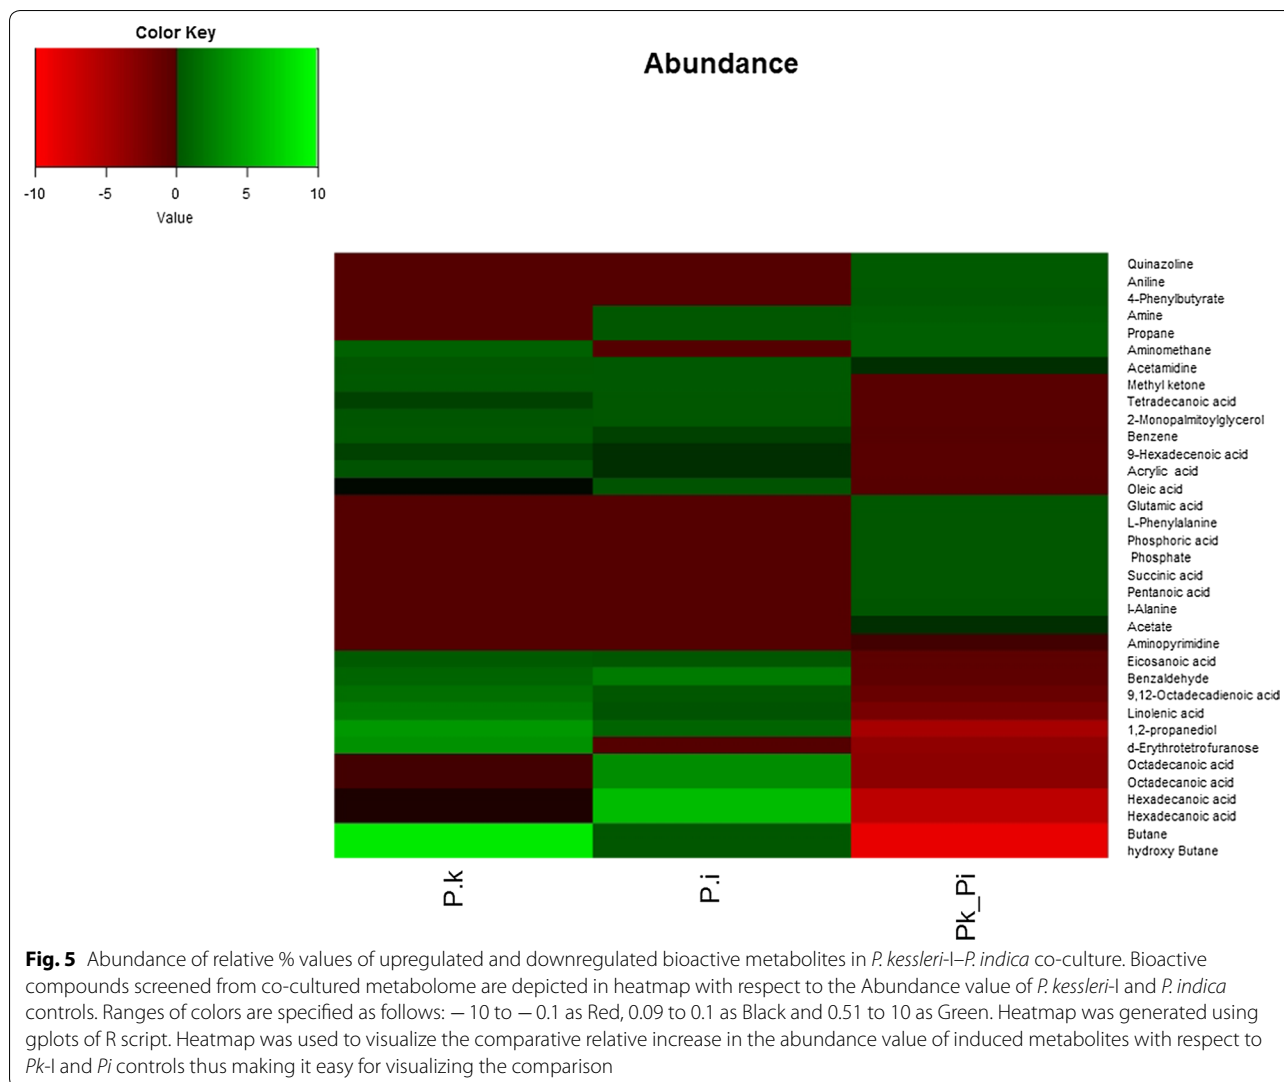 Color Key
Abundance
-10 -5 0 5 10
Value
Quinazoline
Aniline
4-Phenylbutyrate
Amine
Propane
Aminomethane
Acetamidine
Methyl ketone
Tetradecanoic acid
2-Monopalmitoylglycerol
Benzene
9-Hexadecenoic acid
Acrylic acid
Oleic acid
Glutamic acid
L-Phenylalanine
Phosphoric acid
Phosphate
Succinic acid
Pentanoic acid
l-Alanine
Acetate
Aminopyrimidine
Eicosanoic acid
Benzaldehyde
9,12-Octadecadienoic acid
Linolenic acid
1,2-propanediol
d-Erythrotetrofuranose
Octadecanoic acid
Octadecanoic acid
Hexadecanoic acid
Hexadecanoic acid
Butane
hydroxy Butane
P.k
P.i
Pk_Pi
Fig. 5 Abundance of relative % values of upregulated and downregulated bioactive metabolites in P. kessleri-I–P. indica co-culture. Bioactive
compounds screened from co-cultured metabolome are depicted in heatmap with respect to the Abundance value of P. kessleri-I and P. indica
controls. Ranges of colors are specified as follows: − 10 to − 0.1 as Red, 0.09 to 0.1 as Black and 0.51 to 10 as Green. Heatmap was generated using
gplots of R script. Heatmap was used to visualize the comparative relative increase in the abundance value of induced metabolites with respect to
Pk-I and Pi controls thus making it easy for visualizing the comparison